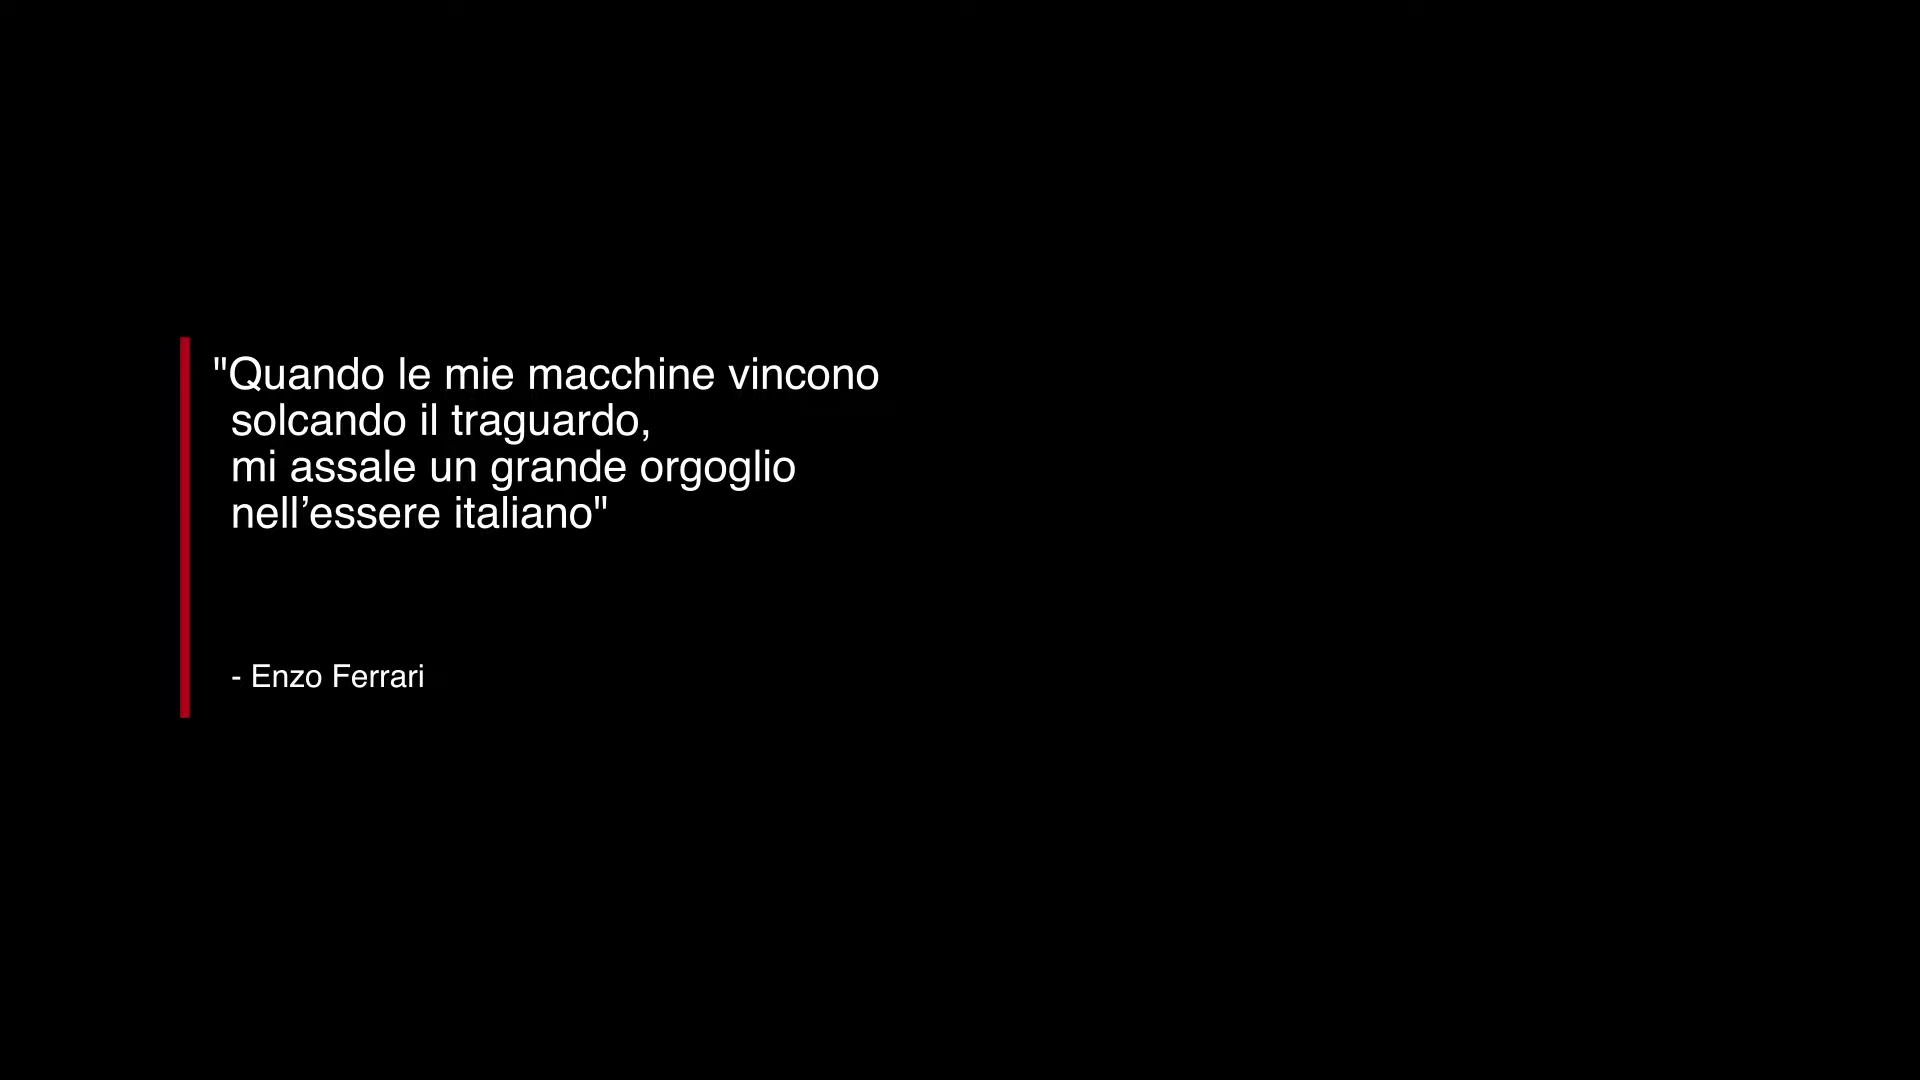 "Quando le mie macchine vincono
solcando il traguardo,
mi assale un grande orgoglio
nell’essere italiano"
- Enzo Ferrari